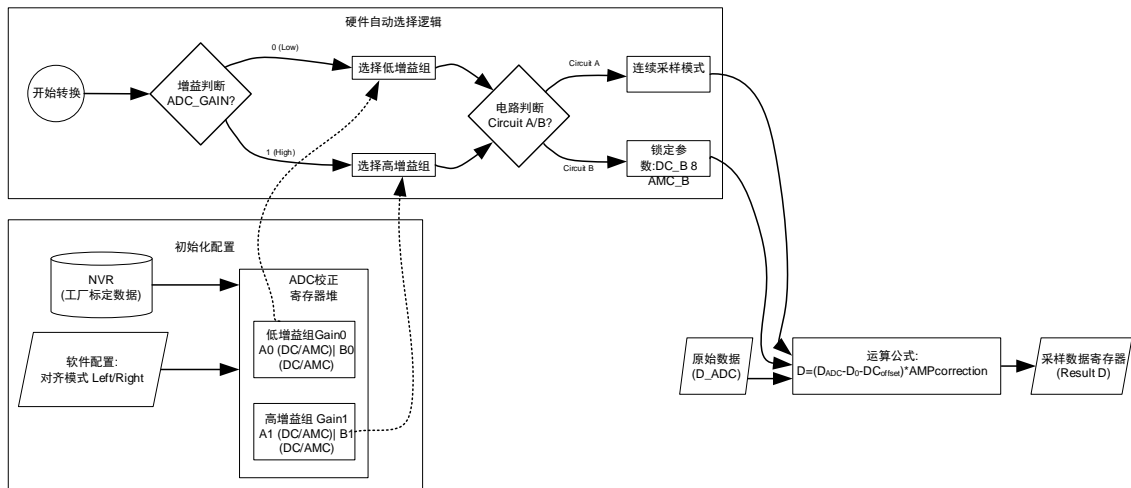 硬件自动选择逻辑
开始转换
增益判断
ADC_GAIN?
0 (Low)
1 (High)
选择低增益组
选择高增益组
电路判断
Circuit A/B?
Circuit A
Circuit B
连续采样模式
锁定参
数:DC_B 8
AMC_B
初始化配置
NVR
(工厂标定数据)
软件配置:
对齐模式 Left/Right
ADC校正
寄存器堆
低增益组Gain0
A0 (DC/AMC)| B0
(DC/AMC)
高增益组 Gain1
A1 (DC/AMC)| B1
(DC/AMC)
原始数据
(D_ADC)
运算公式:
D=(DADC-D0-DCoffset)*AMPcorrection
采样数据寄存器
(Result D)